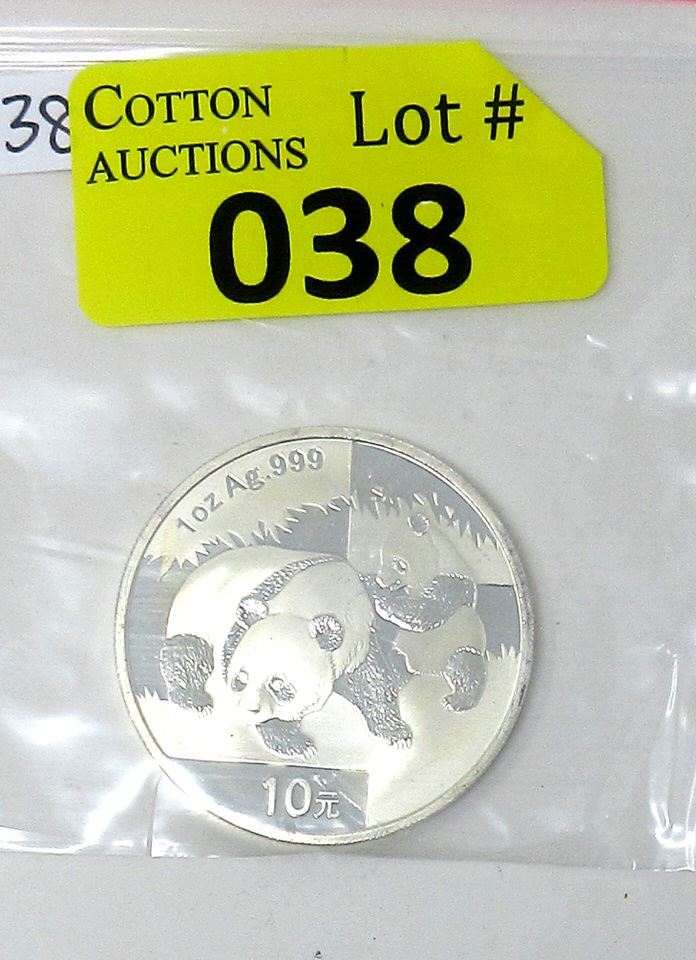 38
COTTON
AUCTIONS
Lot #
038
1oz Ag.999
10元